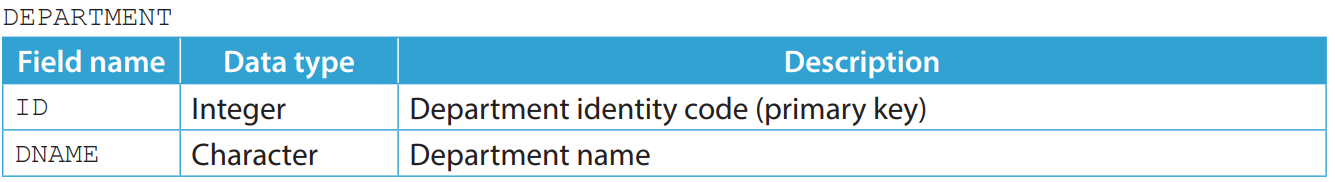 DEPARTMENT
Field name Data type Description
ID Integer Department identity code (primary key)
DNAME Character Department name